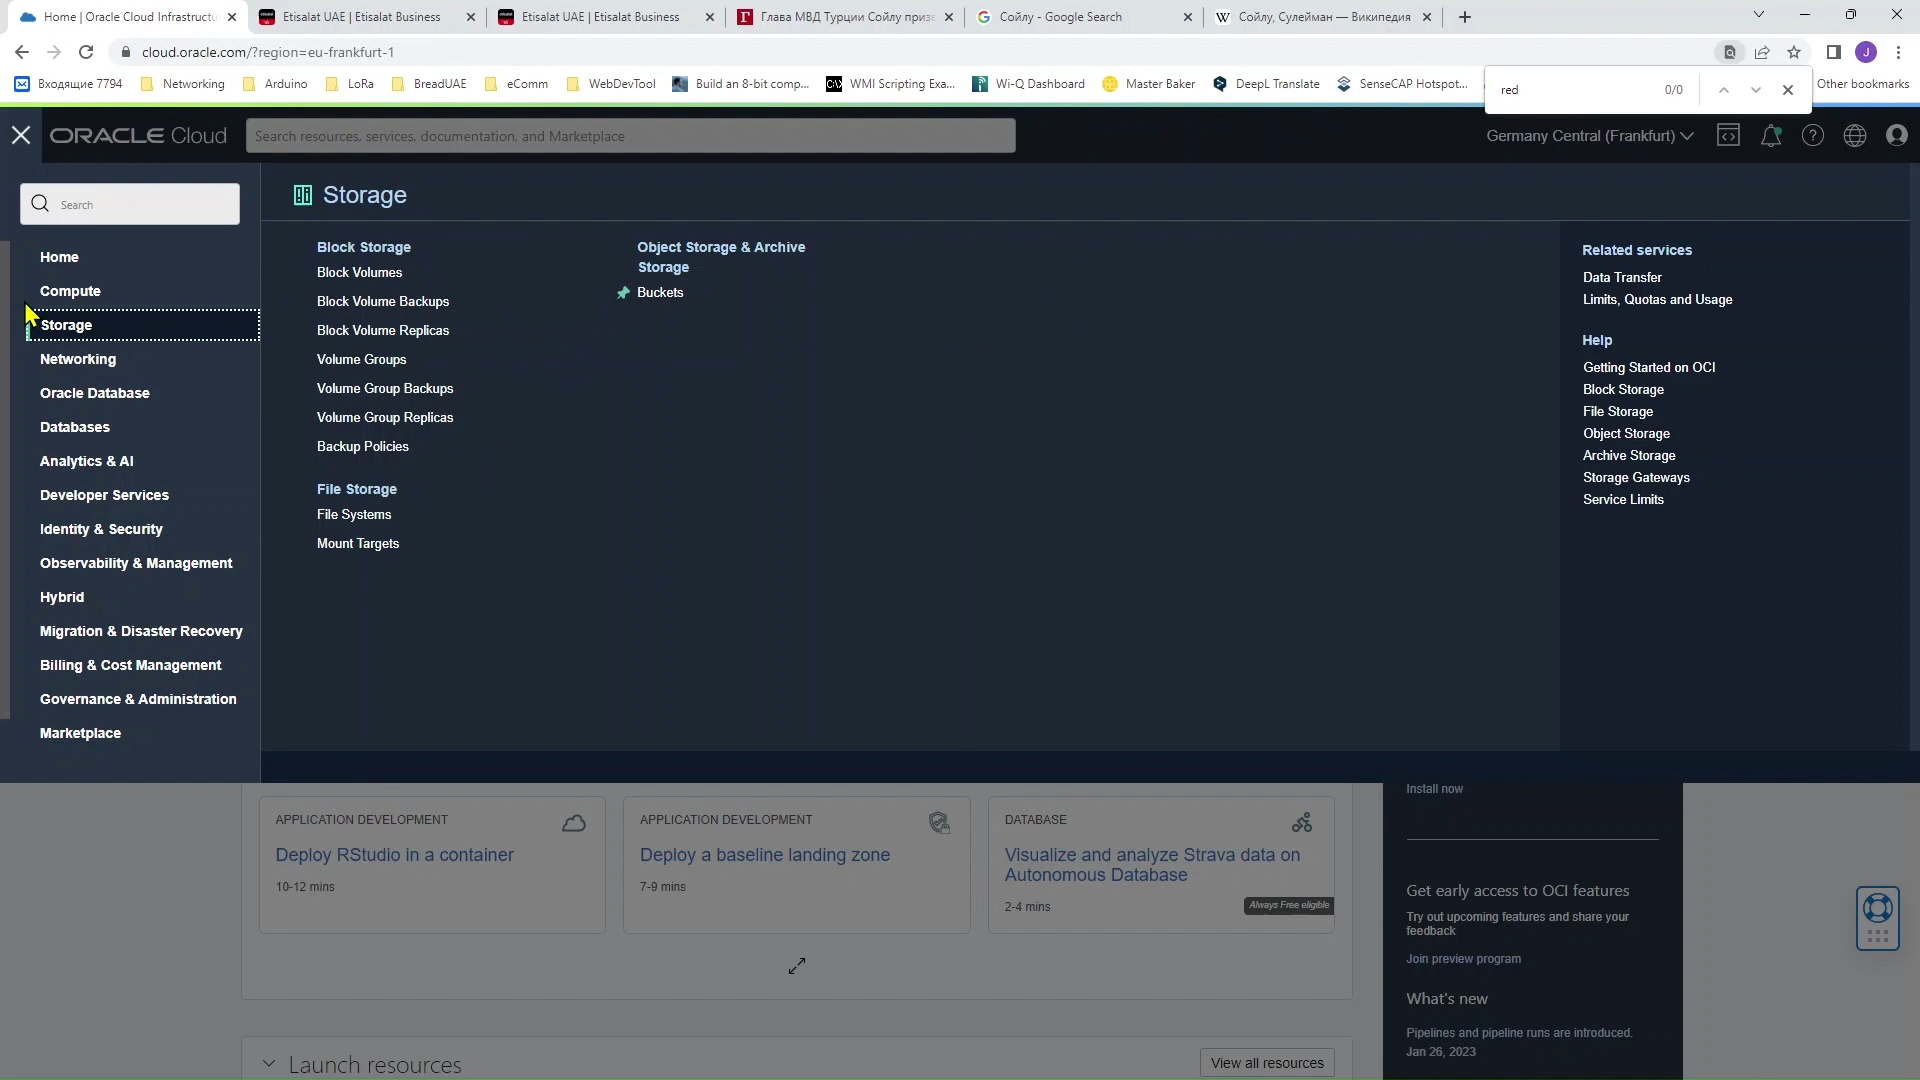 Home | Oracle Cloud Infrastructu
Etisalat UAE | Etisalat Business
Etisalat UAE | Etisalat Business
Глава МВД Турции Сойлу призе
Сойлу - Google Search
Сойлу, Сулейман — Википедия
cloud.oracle.com/?region=eu-frankfurt-1
Входящие 7794
Networking
Arduino
LoRa
BreadUAE
eComm
WebDevTool
Build an 8-bit comp...
WMI Scripting Exa...
Wi-Q Dashboard
Master Baker
DeepL Translate
SenseCAP Hotspot...
Other bookmarks
red
0/0
ORACLE Cloud
Search resources, services, documentation, and Marketplace
Germany Central (Frankfurt)
Search
Home
Compute
Storage
Networking
Oracle Database
Databases
Analytics & AI
Developer Services
Identity & Security
Observability & Management
Hybrid
Migration & Disaster Recovery
Billing & Cost Management
Governance & Administration
Marketplace
Storage
Block Storage
Block Volumes
Block Volume Backups
Block Volume Replicas
Volume Groups
Volume Group Backups
Volume Group Replicas
Backup Policies
File Storage
File Systems
Mount Targets
Object Storage & Archive
Storage
Buckets
Related services
Data Transfer
Limits, Quotas and Usage
Help
Getting Started on OCI
Block Storage
File Storage
Object Storage
Archive Storage
Storage Gateways
Service Limits
APPLICATION DEVELOPMENT
Deploy RStudio in a container
10-12 mins
APPLICATION DEVELOPMENT
Deploy a baseline landing zone
7-9 mins
DATABASE
Visualize and analyze Strava data on
Autonomous Database
2-4 mins
Always Free eligible
Launch resources
View all resources
Install now
Get early access to OCI features
Try out upcoming features and share your
feedback
Join preview program
What's new
Pipelines and pipeline runs are introduced.
Jan 26, 2023